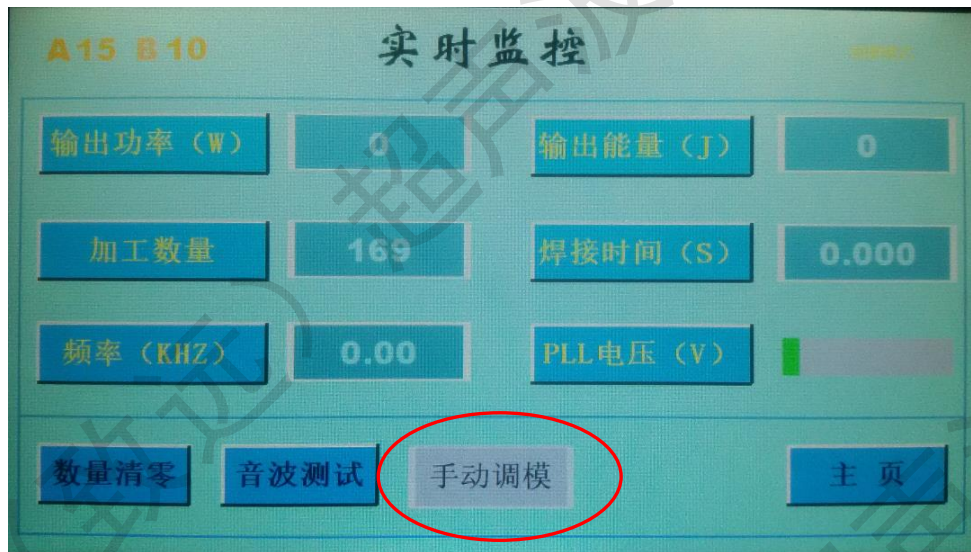 A15 B10
实时监控
输出功率（W） 0 输出能量（J） 0
加工数量 169 焊接时间（S） 0.000
频率（KHZ） 0.00 PLL电压（V）
数量清零 音波测试 手动调模 主 页